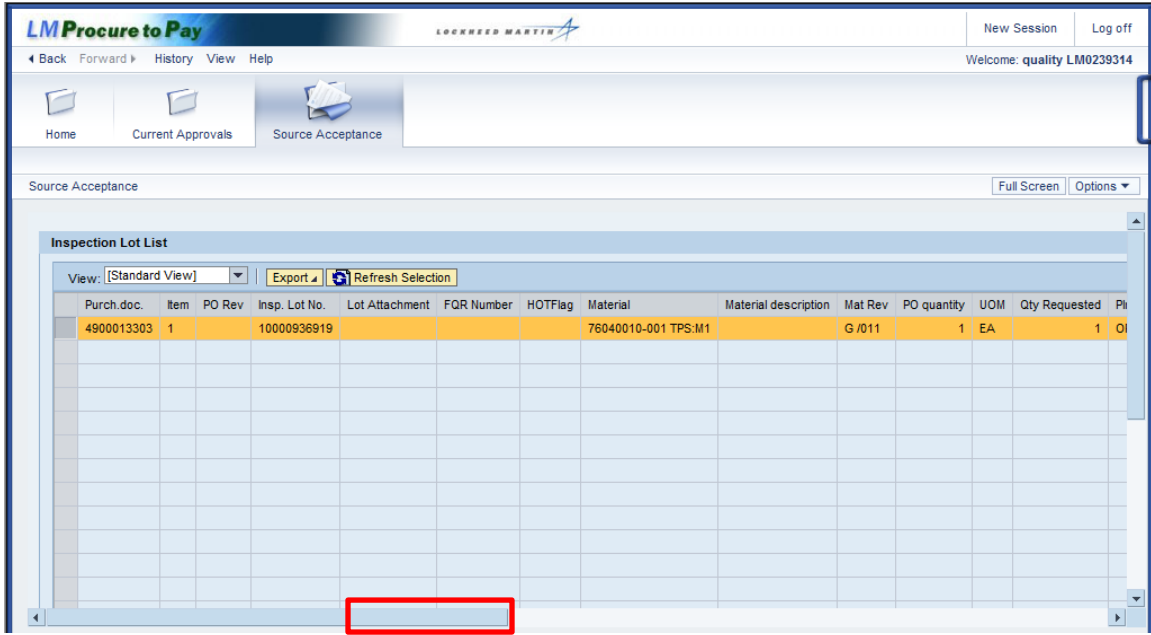 LM Procure to Pay LOCKHEED MARTIN New Session Log off
Back Forward History View Help Welcome: quality LM0239314
Home Current Approvals Source Acceptance
Source Acceptance Full Screen Options
Inspection Lot List
View: [Standard View] Export Refresh Selection
Purch.doc. Item PO Rev Insp. Lot No. Lot Attachment FQR Number HOTFlag Material Material description Mat Rev PO quantity UOM Qty Requested
4900013303 1 10000936919 76040010-001 TPS:M1 G /011 1 EA 1